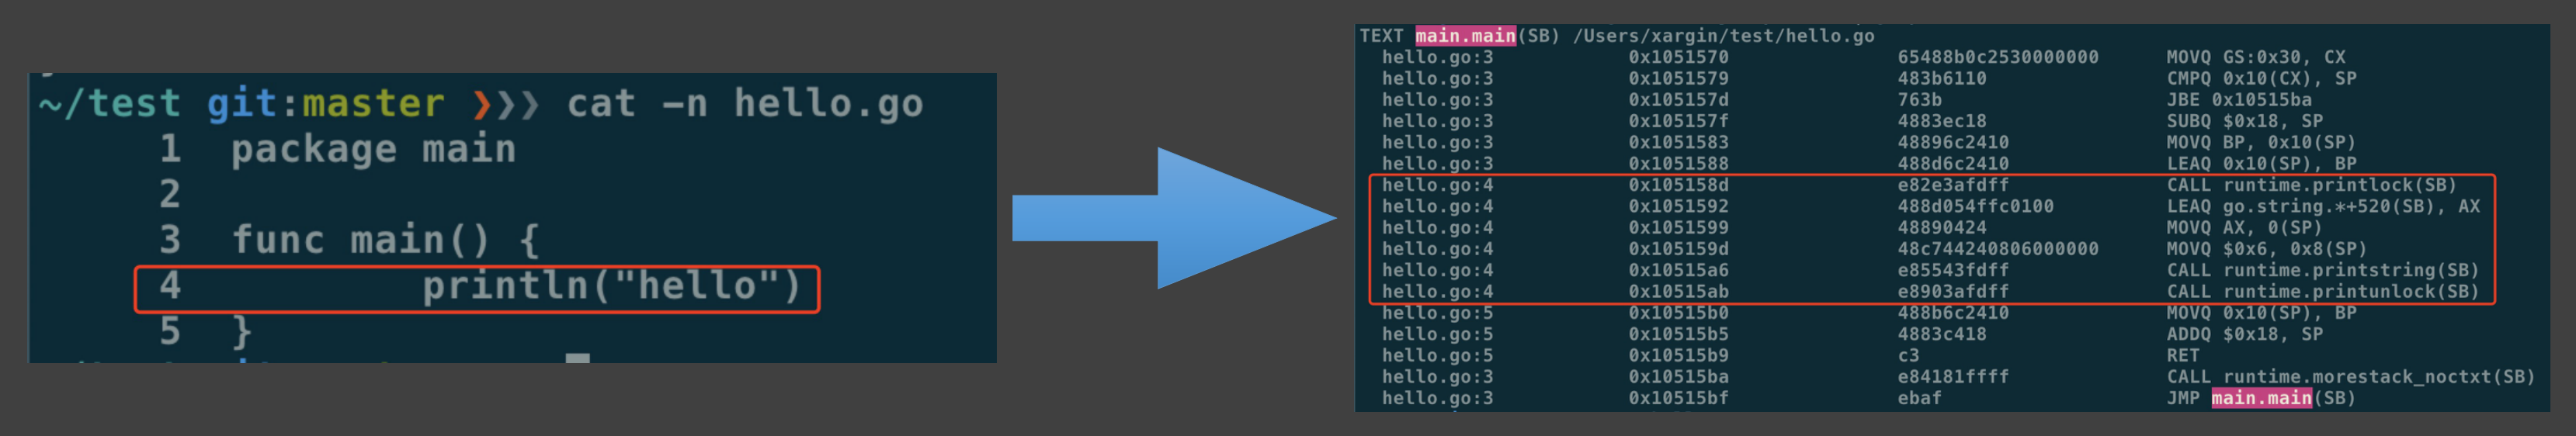 ~/test git:master ❯❯❯ cat -n hello.go
1 package main
2
3 func main() {
4 println("hello")
5 }
TEXT main.main(SB) /Users/xargin/test/hello.go
hello.go:3 0x1051570 65488b0c2530000000 MOVQ GS:0x30, CX
hello.go:3 0x1051579 483b6110 CMPQ 0x10(CX), SP
hello.go:3 0x105157d 763b JBE 0x10515ba
hello.go:3 0x105157f 4883ec18 SUBQ $0x18, SP
hello.go:3 0x1051583 48896c2410 MOVQ BP, 0x10(SP)
hello.go:3 0x1051588 488d6c2410 LEAQ 0x10(SP), BP
hello.go:4 0x105158d e82e3afdff CALL runtime.printlock(SB)
hello.go:4 0x1051592 488d054ffc0100 LEAQ go.string.*+520(SB), AX
hello.go:4 0x1051599 48890424 MOVQ AX, 0(SP)
hello.go:4 0x105159d 48c744240806000000 MOVQ $0x6, 0x8(SP)
hello.go:4 0x10515a6 e85543fdff CALL runtime.printstring(SB)
hello.go:4 0x10515ab e8903afdff CALL runtime.printunlock(SB)
hello.go:5 0x10515b0 488b6c2410 MOVQ 0x10(SP), BP
hello.go:5 0x10515b5 4883c418 ADDQ $0x18, SP
hello.go:5 0x10515b9 c3 RET
hello.go:3 0x10515ba e84181ffff CALL runtime.morestack_noctxt(SB)
hello.go:3 0x10515bf ebaf JMP main.main(SB)